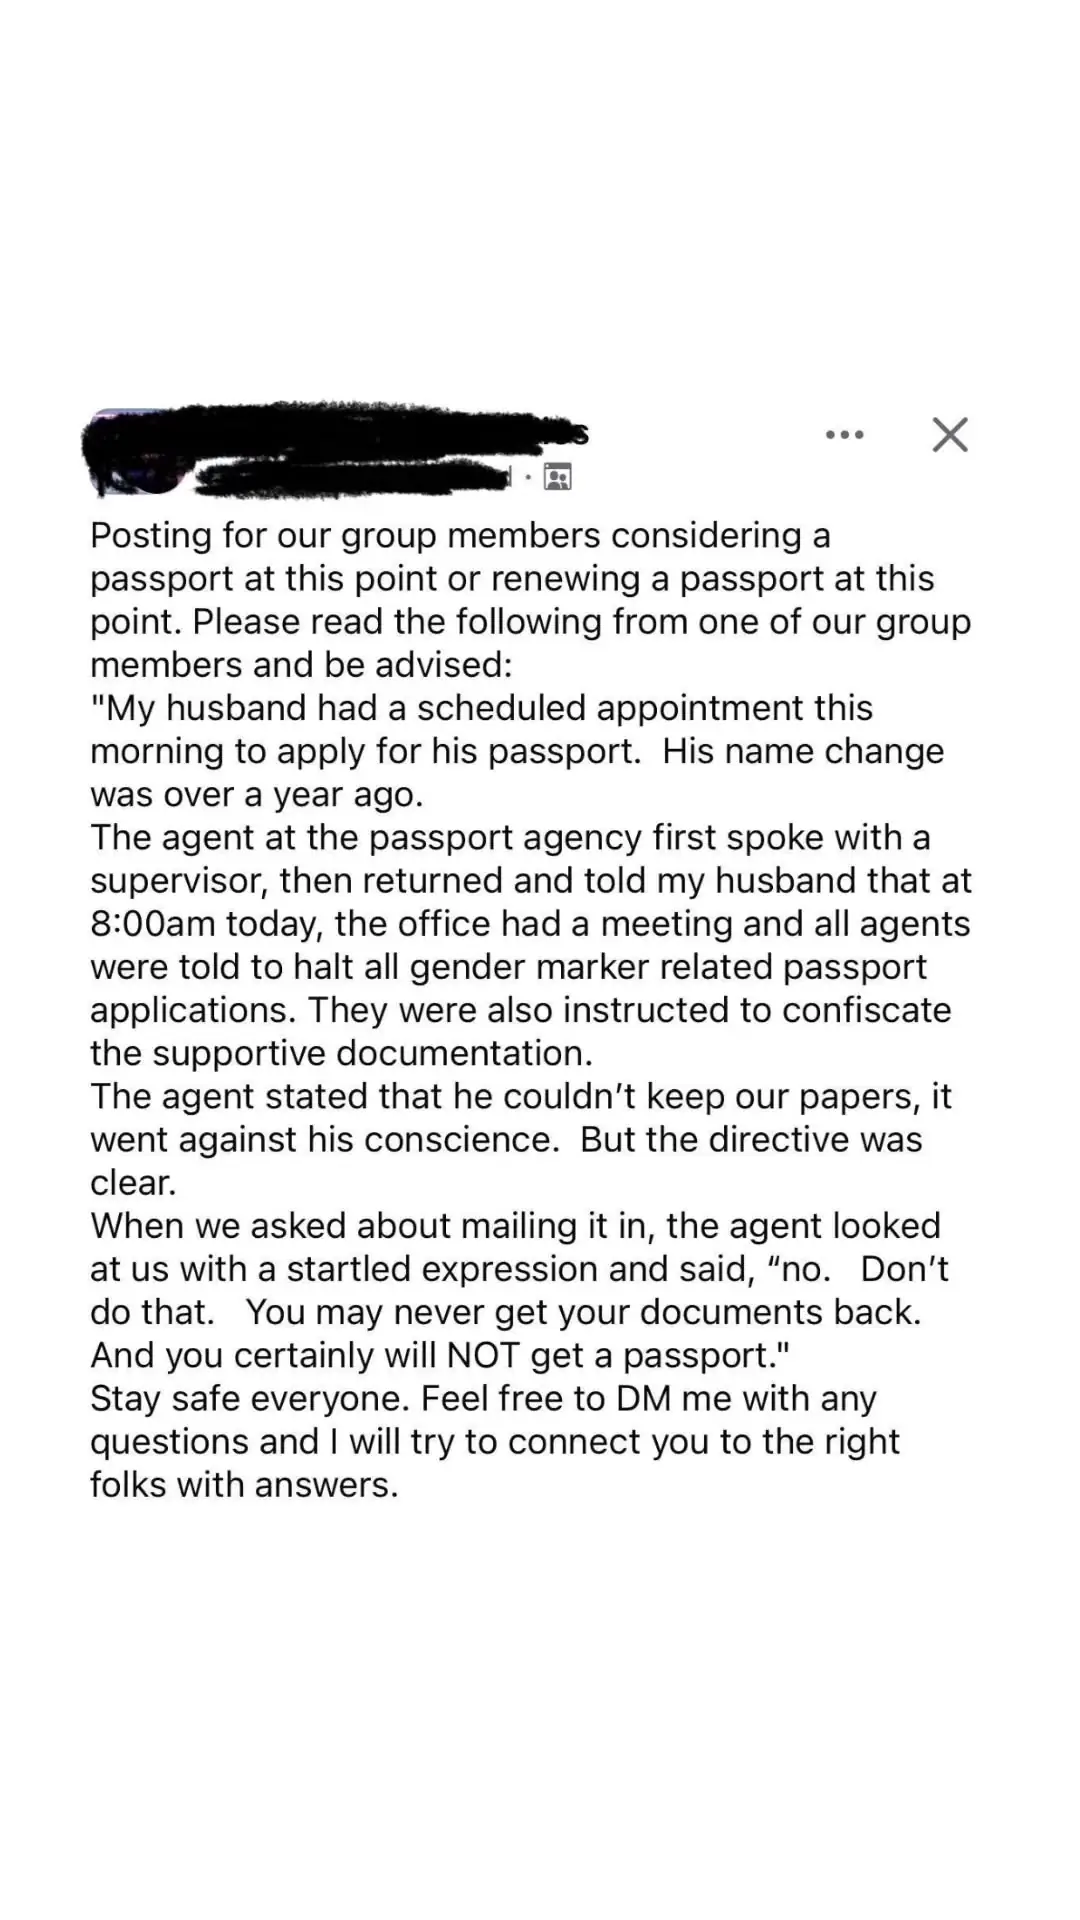 Posting for our group members considering a
passport at this point or renewing a passport at this
point. Please read the following from one of our group
members and be advised:
"My husband had a scheduled appointment this
morning to apply for his passport.  His name change
was over a year ago.
The agent at the passport agency first spoke with a
supervisor, then returned and told my husband that at
8:00am today, the office had a meeting and all agents
were told to halt all gender marker related passport
applications. They were also instructed to confiscate
the supportive documentation.
The agent stated that he couldn’t keep our papers, it
went against his conscience.  But the directive was
clear.
When we asked about mailing it in, the agent looked
at us with a startled expression and said, “no.   Don’t
do that.   You may never get your documents back.
And you certainly will NOT get a passport."
Stay safe everyone. Feel free to DM me with any
questions and I will try to connect you to the right
folks with answers.